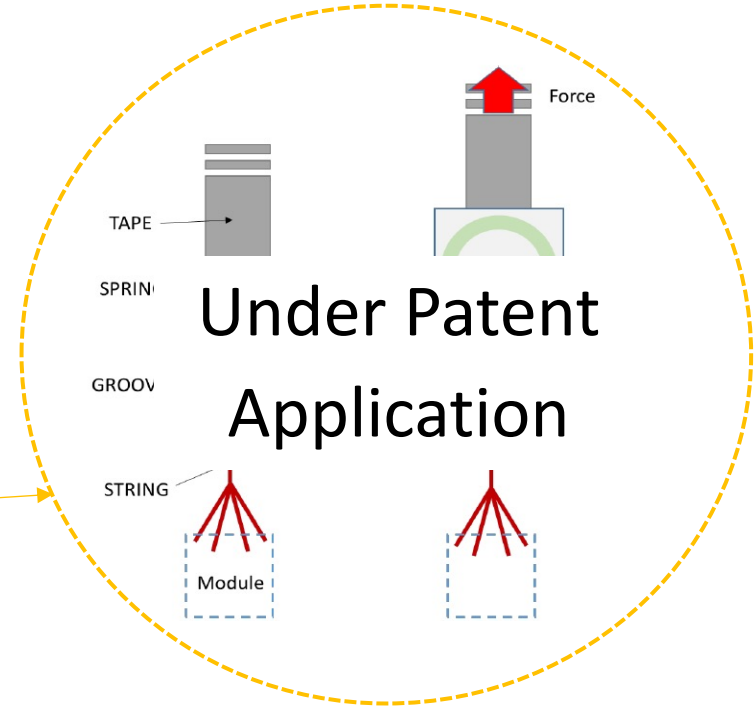 Force
TAPE
SPRIN
Under Patent
GROOV
Application
STRING
Module